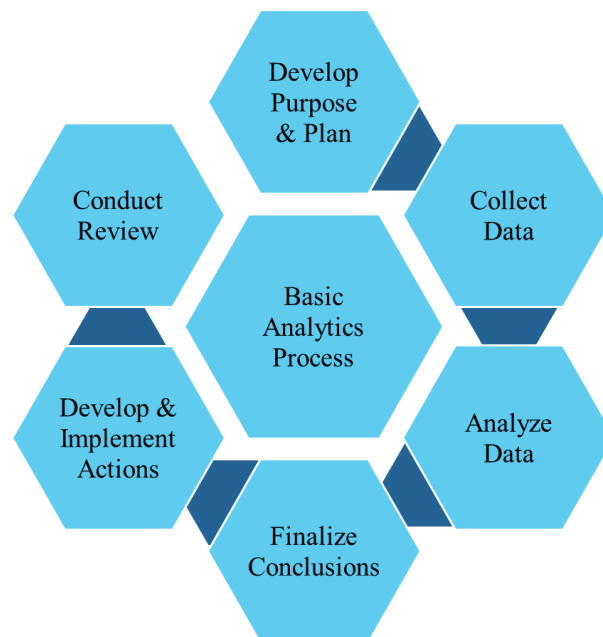 Develop
Purpose
& Plan
Collect
Data
Analyze
Data
Finalize
Conclusions
Develop &
Implement
Actions
Conduct
Review
Basic
Analytics
Process